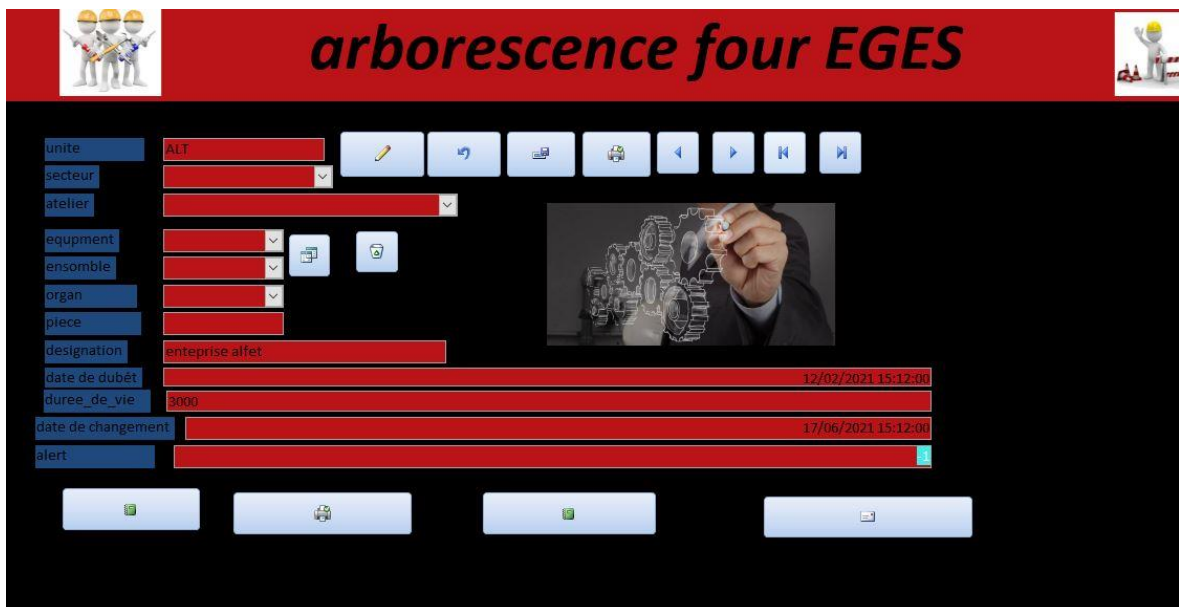 arborescence four EGES
unite ALT
secteur
atelier
equpment
ensomble
organ
piece
designation enteprise alfet
date de dubêt 12/02/2021 15:12:00
duree_de_vie 3000
date de changement 17/06/2021 15:12:00
alert -1